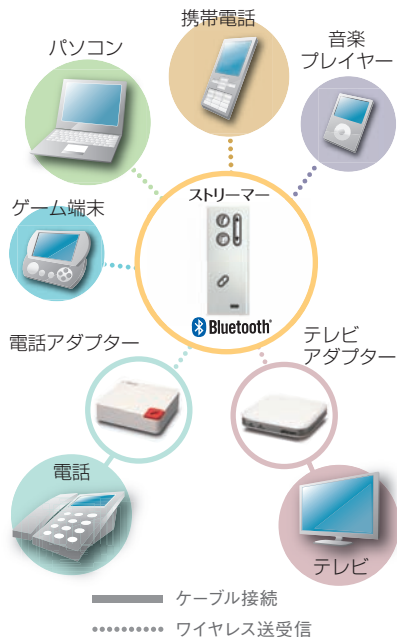 携帯電話
パソコン
音楽
プレイヤー
ストリーマー
ゲーム端末
Bluetooth®
電話アダプター
テレビ
アダプター
電話
テレビ
ケーブル接続
ワイヤレス送受信